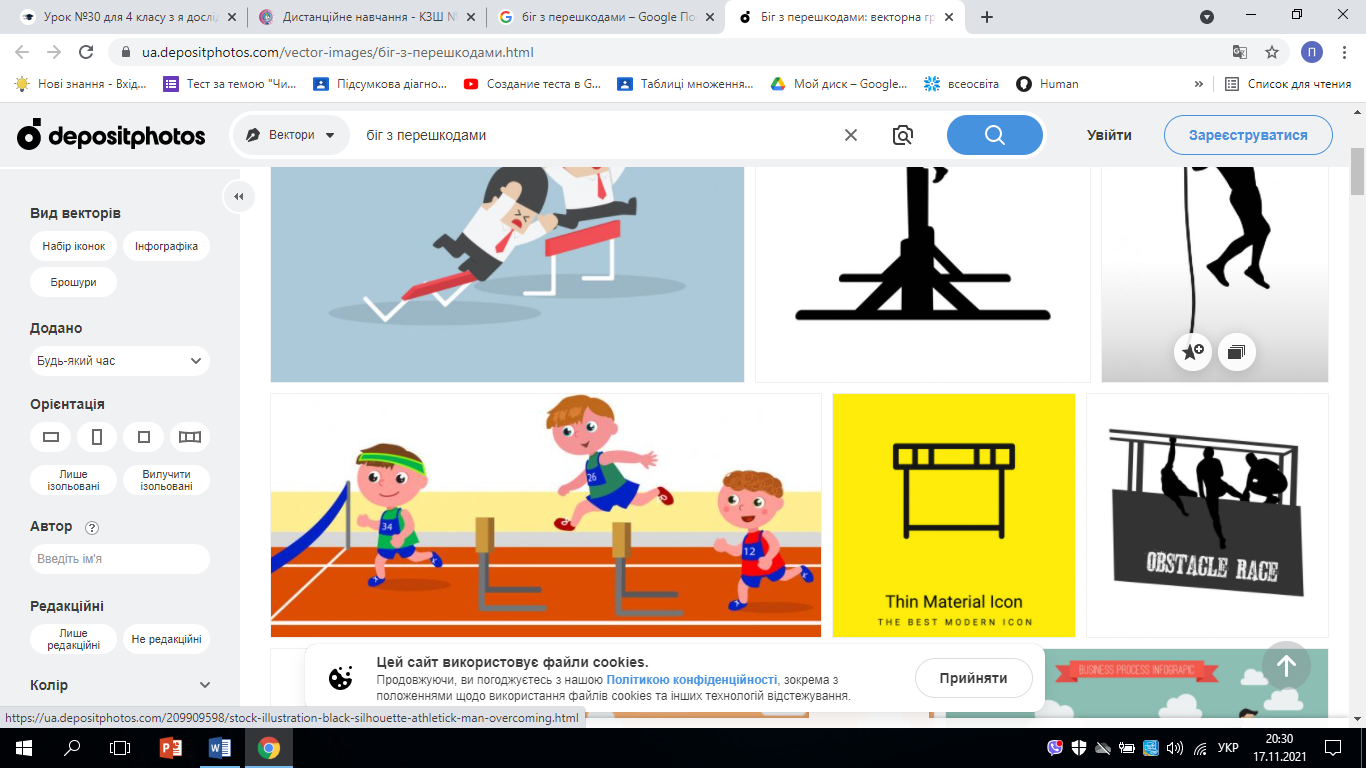 Урок №30 для 4 класу з я дослід
Дистанційне навчання - КЗШ №
біг з перешкодами – Google По
Біг з перешкодами: векторна гр
ua.depositphotos.com/vector-images/біг-з-перешкодами.html
П
Нові знання - Вхід...
Тест за темою "Чи...
Підсумкова діагно...
Создание теста в G...
Таблиці множення...
Мой диск – Google...
всеосвіта
Human
»
Список для чтения
depositphotos
Вектори
біг з перешкодами
Увійти
Зареєструватися
Вид векторів
Набір іконок
Інфографіка
Брошури
Додано
Будь-який час
Орієнтація
Лише ізольовані
Вилучити ізольовані
Автор ?
Введіть ім'я
Редакційні
Лише редакційні
Не редакційні
Колір
34
26
12
Thin Material Icon
THE BEST MODERN ICON
OBSTACLE RACE
BUSINESS PROCESS INFOGRAPIC
Цей сайт використовує файли cookies.
Продовжуючи, ви погоджуєтесь з нашою Політикою конфіденційності, зокрема з
положеннями щодо використання файлів cookies та інших технологій відстежування.
Прийняти
https://ua.depositphotos.com/209909598/stock-illustration-black-silhouette-athletick-man-overcoming.html
УКР
20:30
17.11.2021